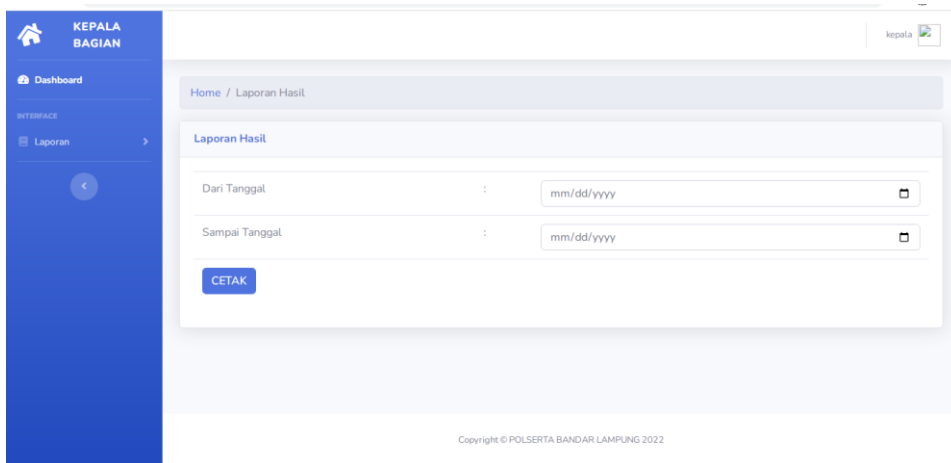 KEPALA
BAGIAN
kepala
Dashboard
INTERFACE
Laporan
Home / Laporan Hasil
Laporan Hasil
Dari Tanggal : mm/dd/yyyy
Sampai Tanggal : mm/dd/yyyy
CETAK
Copyright © POLSERTA BANDAR LAMPUNG 2022